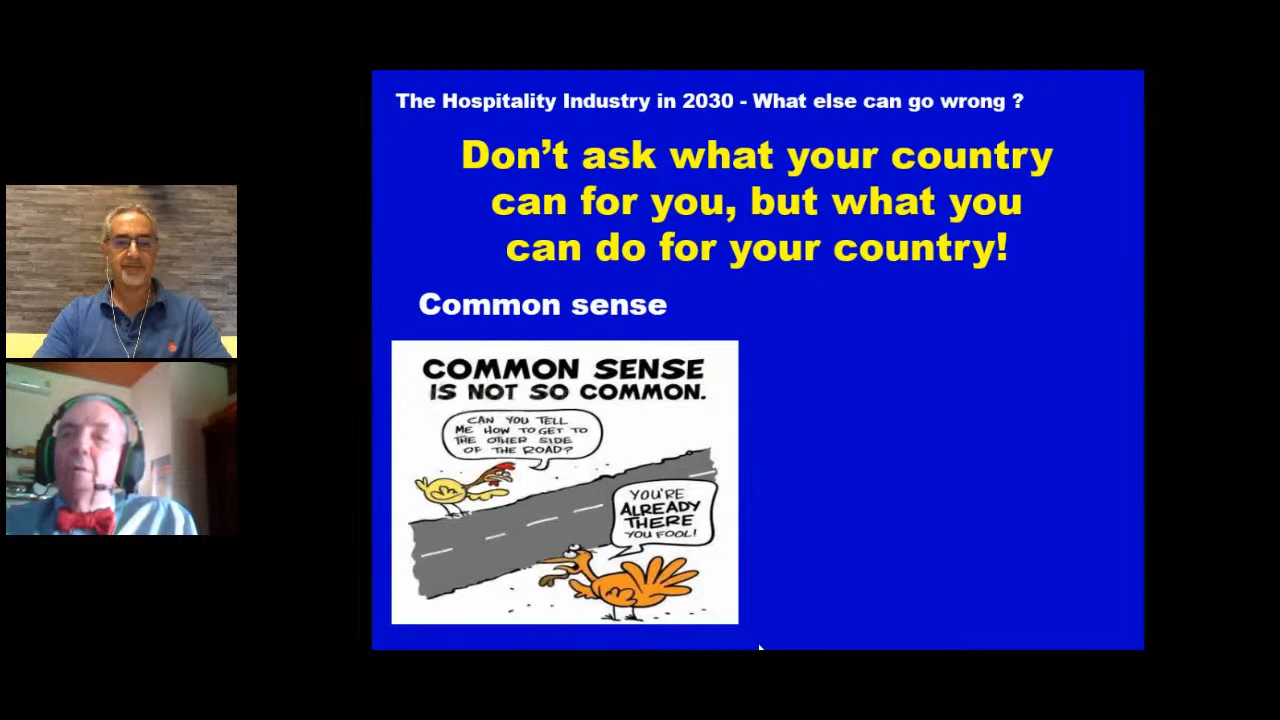 The Hospitality Industry in 2030 - What else can go wrong ?
Don’t ask what your country
can for you, but what you
can do for your country!
Common sense
COMMON SENSE
IS NOT SO COMMON.
CAN YOU TELL
ME HOW TO GET TO
THE OTHER SIDE
OF THE ROAD?
YOU'RE
ALREADY
THERE
YOU FOOL!